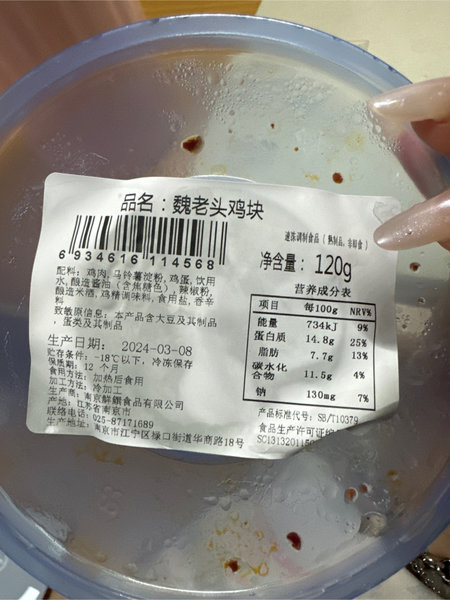 品名：魏老头鸡块
6 934616 114568
配料：鸡肉,马铃薯淀粉,鸡蛋,饮用
水,酿造酱油（含焦糖色）,辣椒粉,
酿造米酒,鸡精调味料,食用盐,香辛
料
致敏原信息：本产品含大豆及其制品
,蛋类及其制品
生产日期： 2024-03-08
贮存条件：-18℃以下，冷冻保存
保质期：12 个月
食用方法：加热后食用
加工方法：冷加工
生产商：南京鲜鐉食品有限公司
产地：江苏省南京市
联络电话：025-87171689
生产地址：南京市江宁区禄口街道华商路18号
速冻调制食品（熟制品,非即食）
净含量： 120g
营养成分表
项目 每100g NRV%
能量 734kJ 9%
蛋白质 14.8g 25%
脂肪 7.7g 13%
碳水化
合物 11.5g 4%
钠 130mg 7%
产品标准代号：SB/T10379
食品生产许可证编
SC1313201150